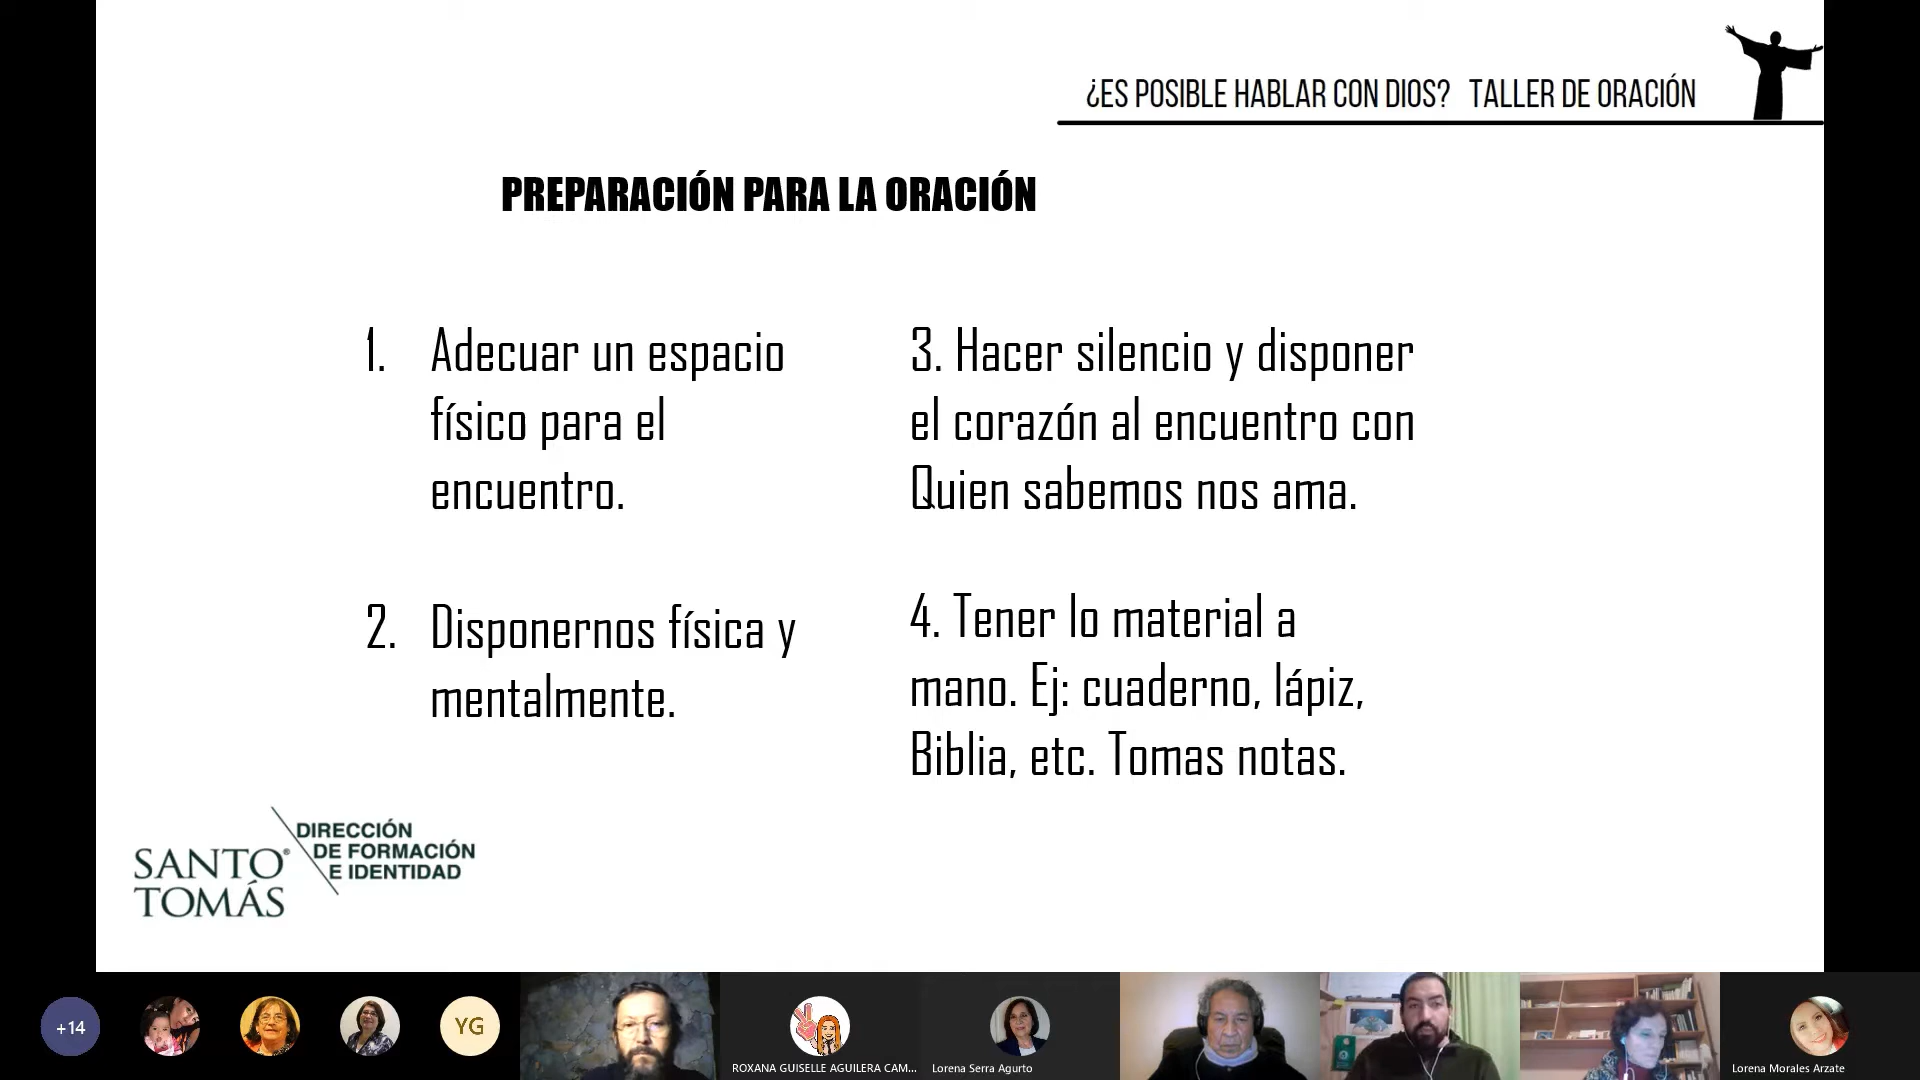 ¿ES POSIBLE HABLAR CON DIOS? TALLER DE ORACIÓN
PREPARACIÓN PARA LA ORACIÓN
1. Adecuar un espacio
físico para el
encuentro.
2. Disponernos física y
mentalmente.
3. Hacer silencio y disponer
el corazón al encuentro con
Quien sabemos nos ama.
4. Tener lo material a
mano. Ej: cuaderno, lápiz,
Biblia, etc. Tomas notas.
SANTO®
TOMÁS
DIRECCIÓN
DE FORMACIÓN
E IDENTIDAD
+14
YG
ROXANA GUISELLE AGUILERA CAM...
Lorena Serra Agurto
Lorena Morales Arzate